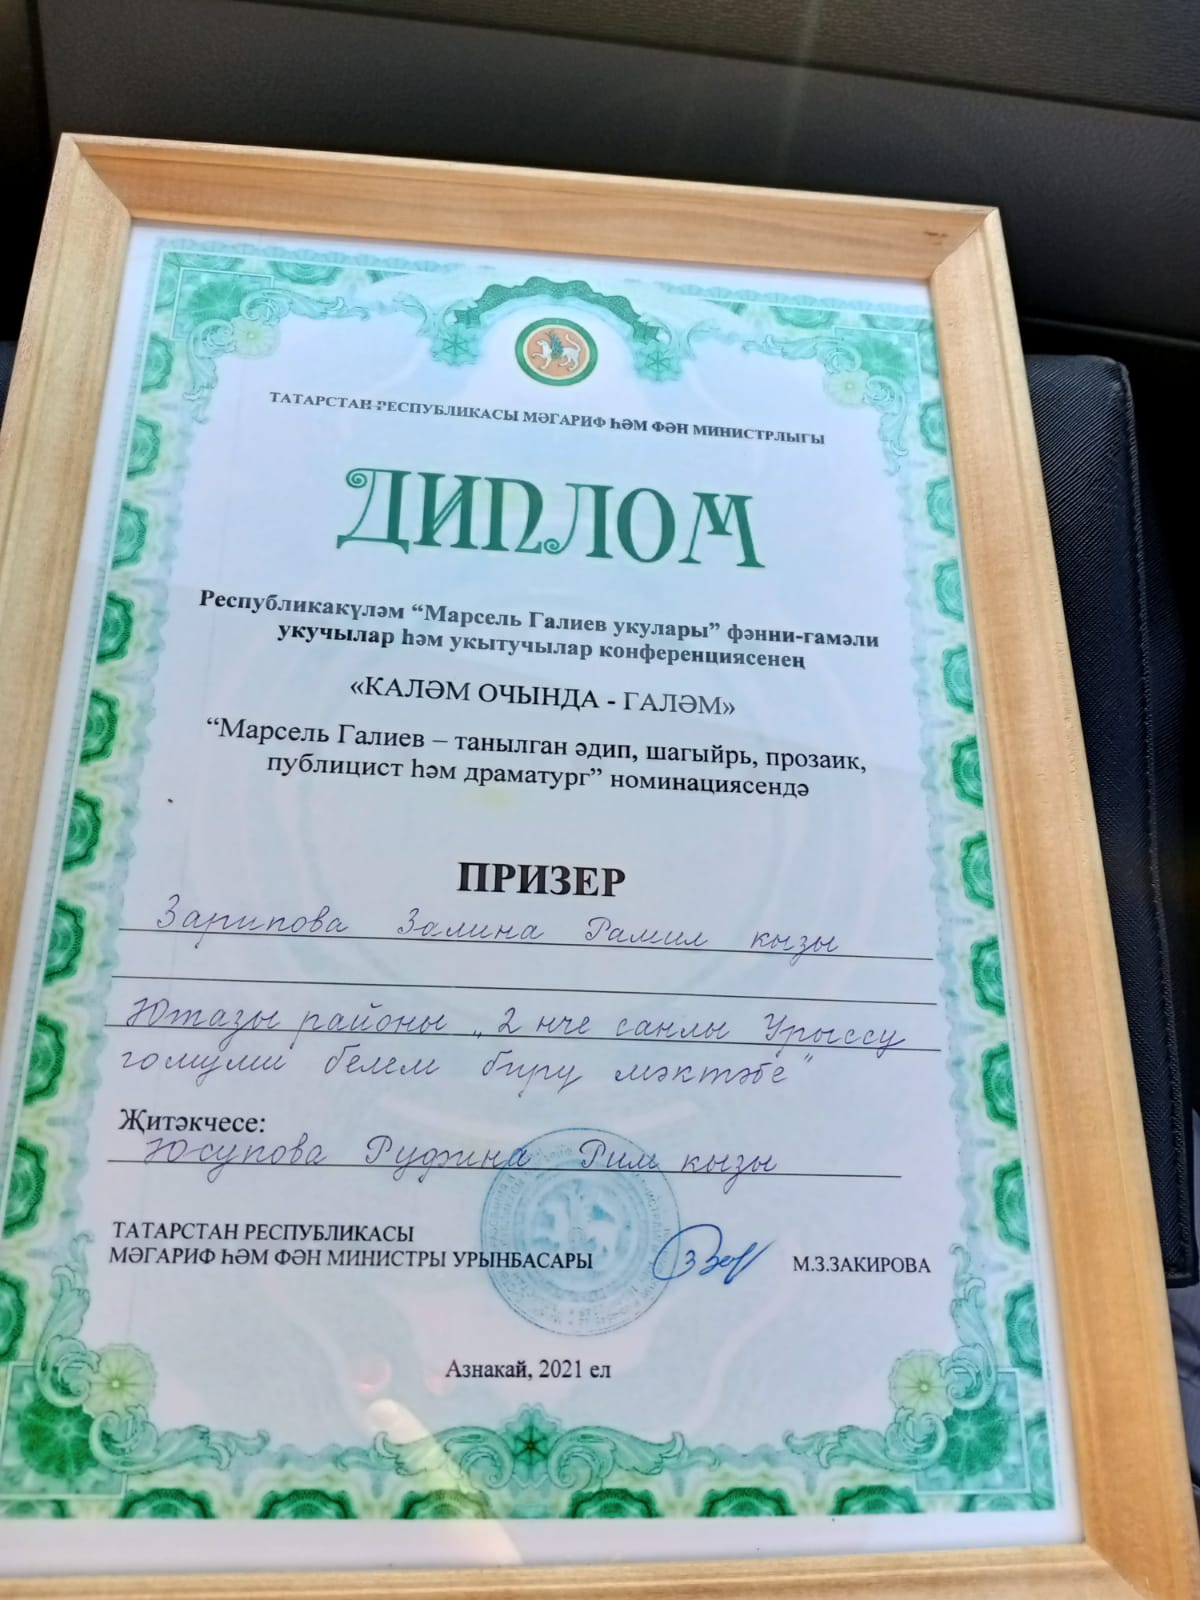 ТАТАРСТАН РЕСПУБЛИКАСЫ МӘГАРИФ ҺӘМ ФӘН МИНИСТРЛЫГЫ
ДИПЛОМ
Республикакүләм “Марсель Галиев укулары” фәнни-гамәли
укучылар һәм укытучылар конференциясенең
«КАЛӘМ ОЧЫНДА - ГАЛӘМ»
“Марсель Галиев – танылган әдип, шагыйрь, прозаик,
публицист һәм драматург” номинациясендә
ПРИЗЕР
Зарипова Залина Рамил кызы
Ютазы районы „2 нче санлы Урыссу
гомуми белем бирү мәктәбе”
Җитәкчесе:
Юсупова Руфина Рим кызы
ТАТАРСТАН РЕСПУБЛИКАСЫ
МӘГАРИФ ҺӘМ ФӘН МИНИСТРЫ УРЫНБАСАРЫ
М.З.ЗАКИРОВА
Азнакай, 2021 ел